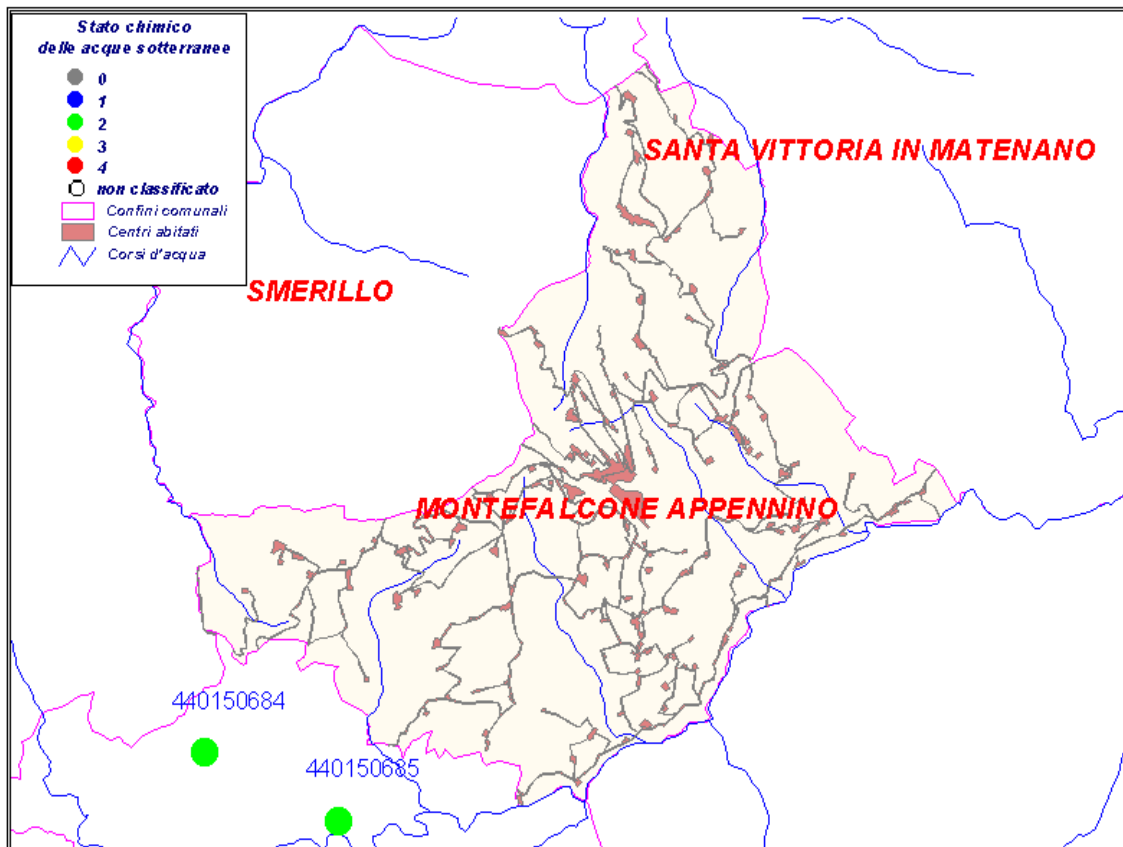 Stato chimico
delle acque sotterranee
0
1
2
3
4
non classificato
Confini comunali
Centri abitati
Corsi d'acqua
SANTA VITTORIA IN MATENANO
SMERILLO
MONTEFALCONE APPENNINO
440150684
440150685